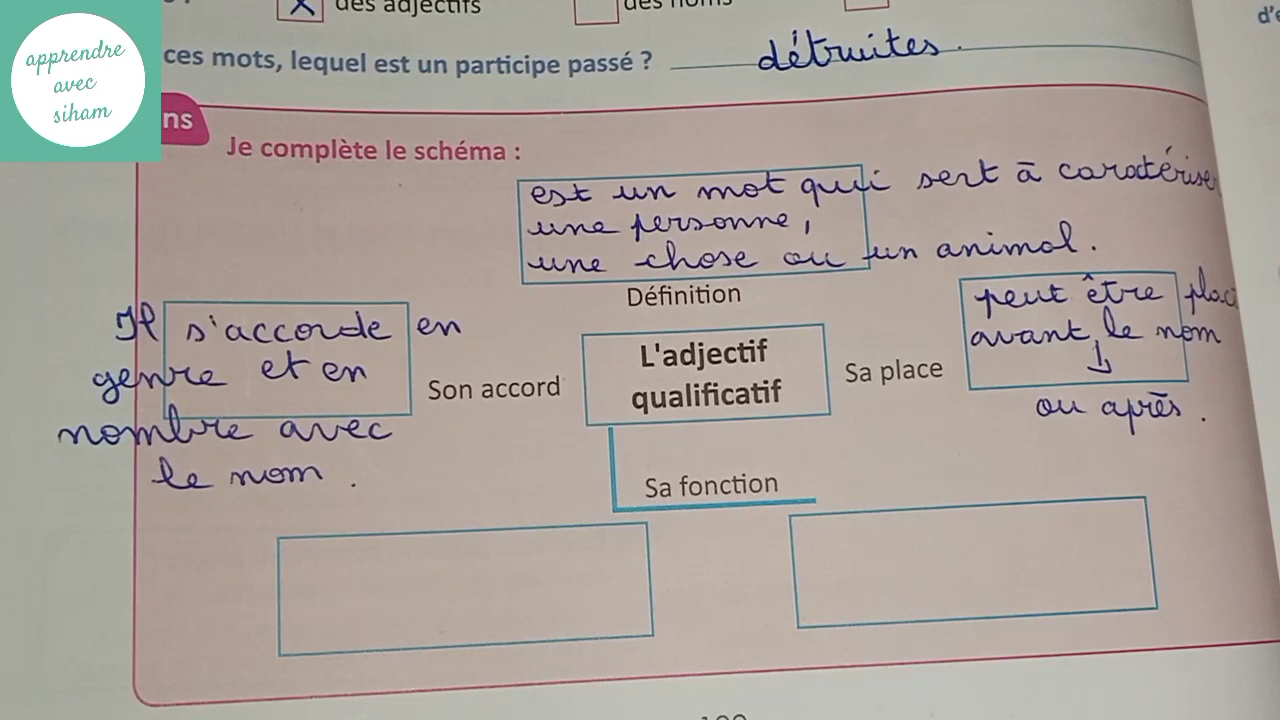 des adjectifs
des noms
apprendre
avec
siham
ces mots, lequel est un participe passé ? détruites.
ns
Je complète le schéma :
est un mot qui sert à caractériser
une personne,
une chose ou un animal.
Définition
Il s'accorde en
genre et en
nombre avec
le nom.
Son accord
L'adjectif
qualificatif
Sa place
peut être plac
avant le nom
ou après.
Sa fonction